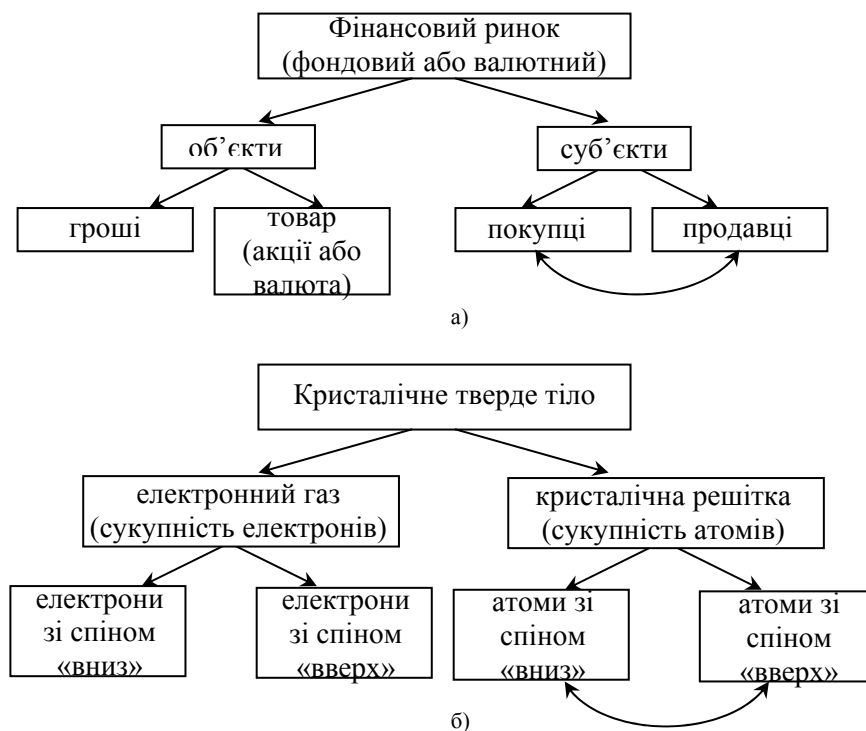 Фінансовий ринок
(фондовий або валютний)
об’єкти
суб’єкти
гроші
товар
(акції або
валюта)
покупці
продавці
а)
Кристалічне тверде тіло
електронний газ
(сукупність електронів)
кристалічна решітка
(сукупність атомів)
електрони
зі спіном
«вниз»
електрони
зі спіном
«вверх»
атоми зі
спіном
«вниз»
атоми зі
спіном
«вверх»
б)